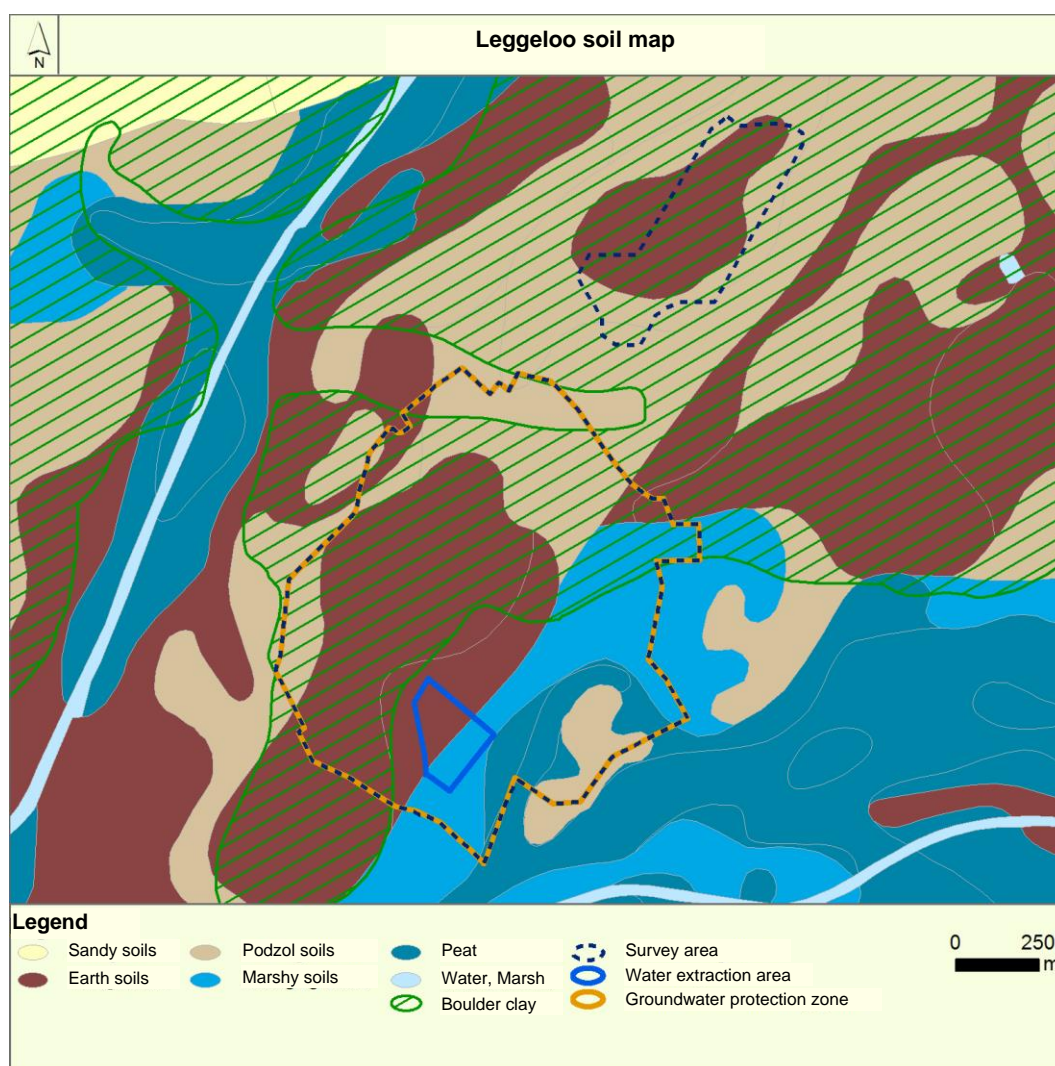 Leggeloo soil map
N
Legend
Sandy soils
Podzol soils
Peat
Survey area
Earth soils
Marshy soils
Water, Marsh
Water extraction area
Boulder clay
Groundwater protection zone
0 250
m